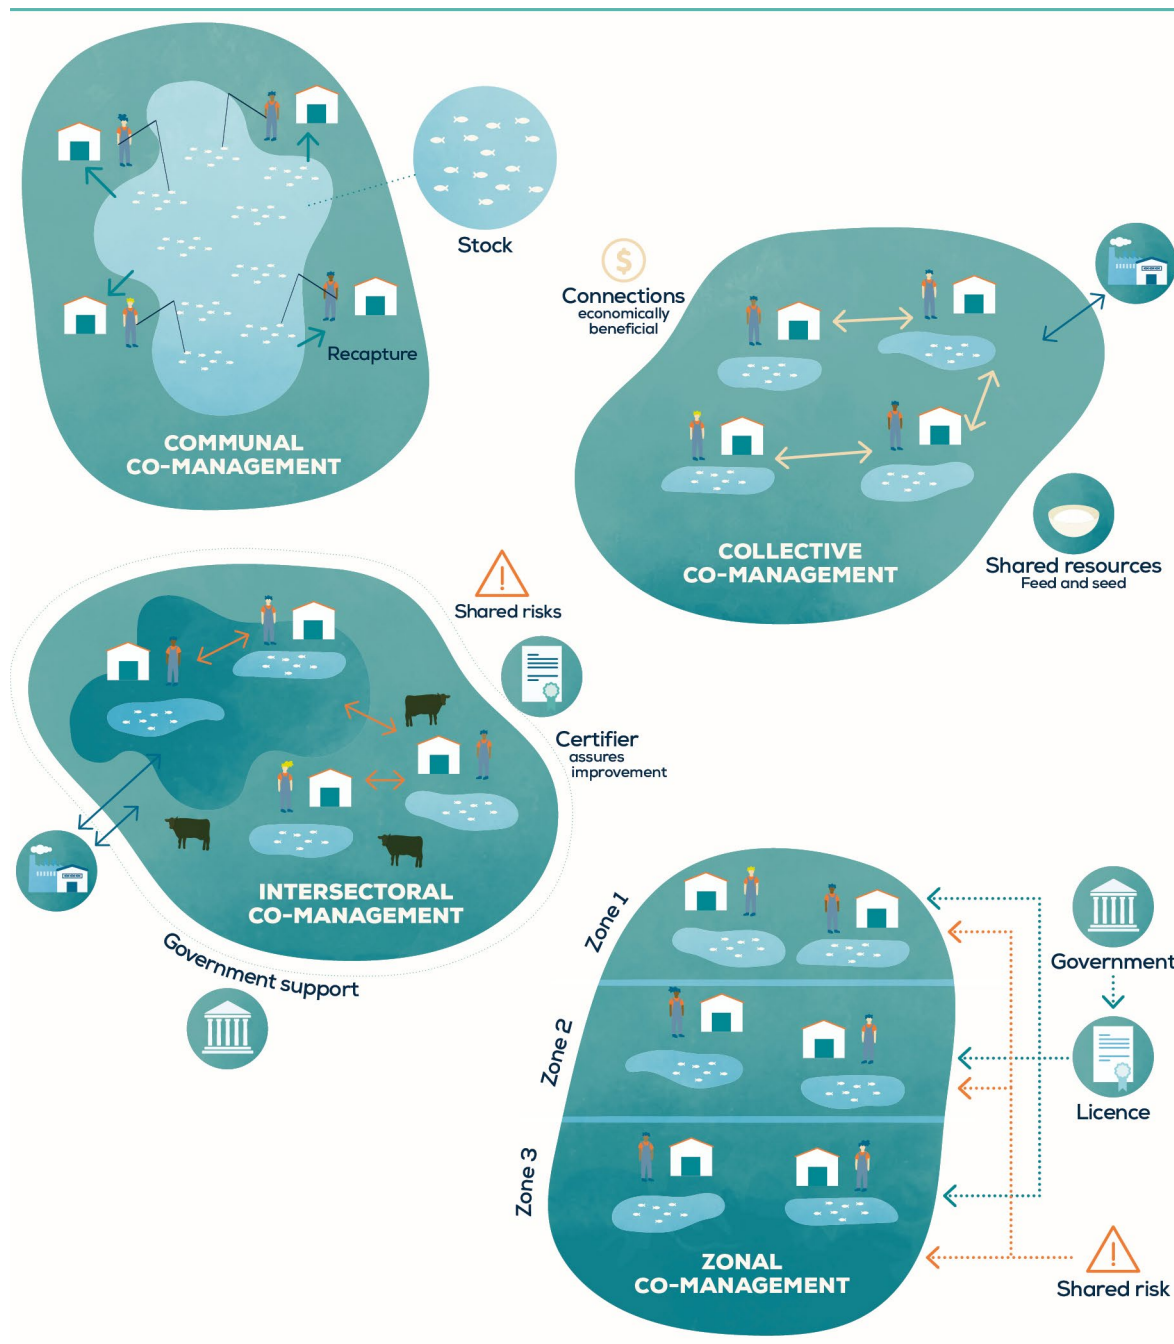 Stock
Recapture
COMMUNAL
CO-MANAGEMENT
$
Connections
economically
beneficial
COLLECTIVE
CO-MANAGEMENT
Shared resources
Feed and seed
Shared risks
Certifier
assures
improvement
INTERSECTORAL
CO-MANAGEMENT
Government support
Zone 1
Zone 2
Zone 3
Government
Licence
ZONAL
CO-MANAGEMENT
Shared risk